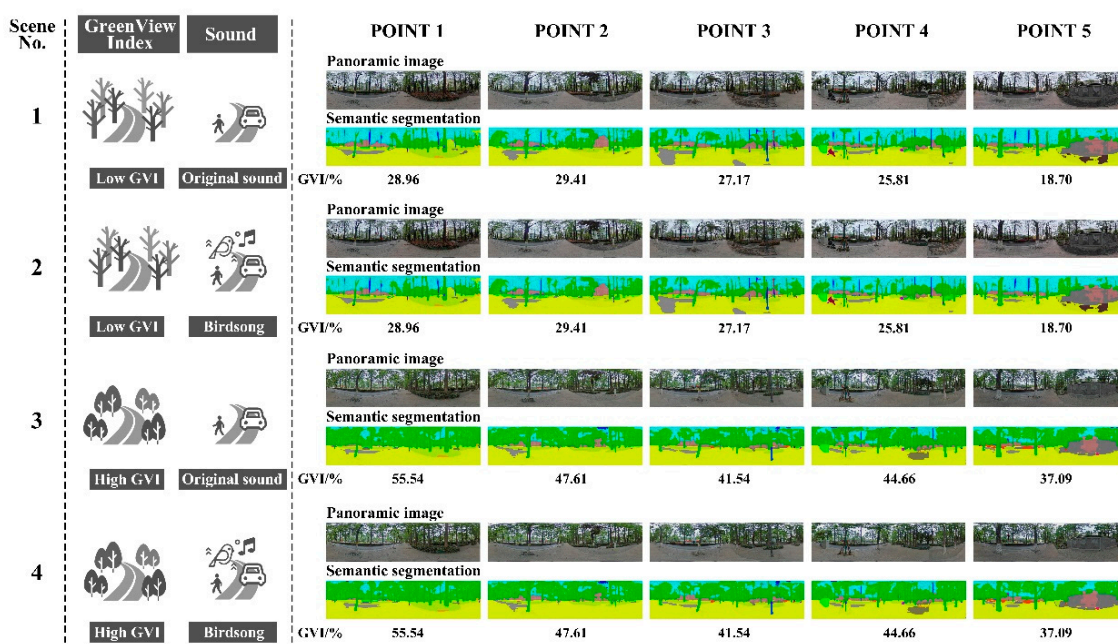 Scene No. GreenView Index Sound POINT 1 POINT 2 POINT 3 POINT 4 POINT 5
Panoramic image
1
Semantic segmentation
Low GVI Original sound GVI/% 28.96 29.41 27.17 25.81 18.70
Panoramic image
2
Semantic segmentation
Low GVI Birdsong GVI/% 28.96 29.41 27.17 25.81 18.70
Panoramic image
3
Semantic segmentation
High GVI Original sound GVI/% 55.54 47.61 41.54 44.66 37.09
Panoramic image
4
Semantic segmentation
High GVI Birdsong GVI/% 55.54 47.61 41.54 44.66 37.09